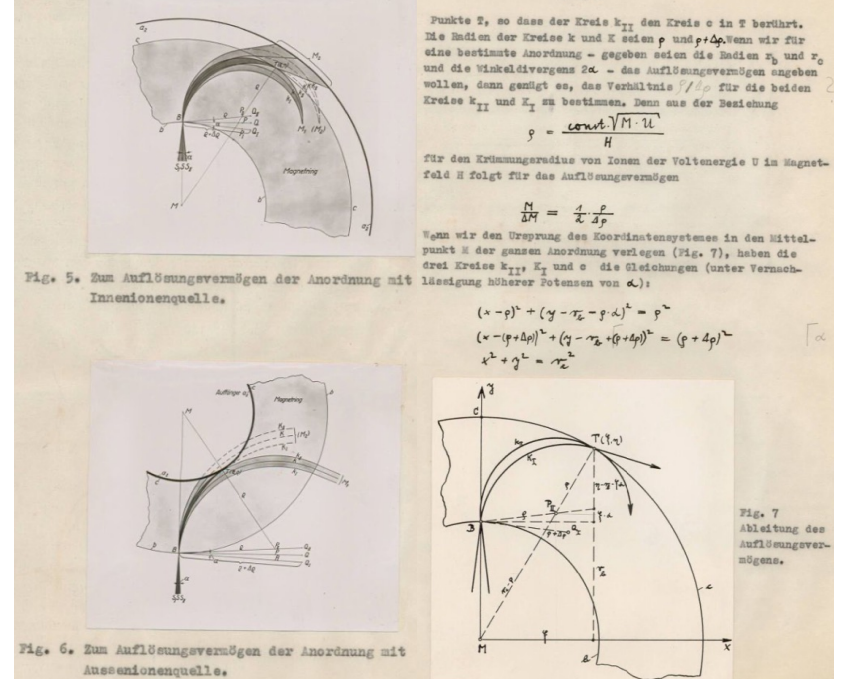 Punkte T, so dass der Kreis k_II den Kreis c in T berührt.
Die Radien der Kreise k und K seien ρ und ρ+Δρ. Wenn wir für
eine bestimmte Anordnung – gegeben seien die Radien r_b und r_c
und die Winkeldivergens 2α – das Auflösungsvermögen angeben
wollen, dann genügt es, das Verhältnis ρ/Δρ für die beiden
Kreise k_II und K_I zu bestimmen. Denn aus der Beziehung
ρ = const.√M·U / H
für den Krümmungsradius von Ionen der Voltenergie U im Magnet-
feld H folgt für das Auflösungsvermögen
M/ΔM = 1/2 · ρ/Δρ
Wenn wir den Ursprung des Koordinatensystemes in den Mittel-
punkt M der ganzen Anordnung verlegen (Fig. 7), haben die
drei Kreise k_II, K_I und c die Gleichungen (unter Vernach-
lässigung höherer Potenzen von α):
(x-ρ)² + (y - r_b - ρ·α)² = ρ²
(x-(ρ+Δρ))² + (y - r_b + (ρ+Δρ))² = (ρ+Δρ)²
Γα
x² + y² = r_c²
Magnetring
Fig. 5. Zum Auflösungsvermögen der Anordnung mit
Innenionenquelle.
Auffänger
Magnetring
Fig. 6. Zum Auflösungsvermögen der Anordnung mit
Aussenionenquelle.
y
C
T(ξ,η)
B
M
x
c
b
Fig. 7
Ableitung des
Auflösungsver-
mögens.